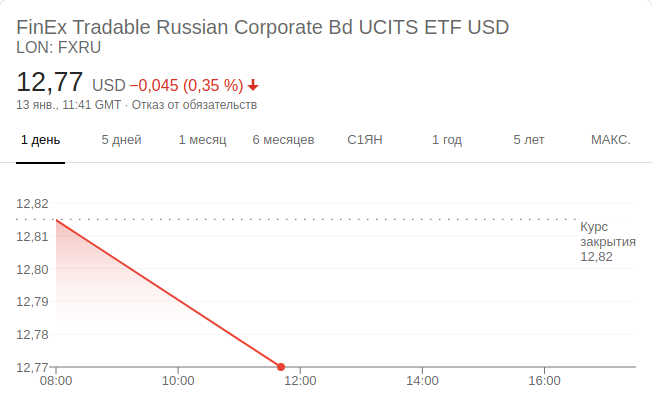 FinEx Tradable Russian Corporate Bd UCITS ETF USD
LON: FXRU
12,77 USD −0,045 (0,35 %)
13 янв., 11:41 GMT · Отказ от обязательств
1 день 5 дней 1 месяц 6 месяцев С1ЯН 1 год 5 лет МАКС.
12,82
12,81
12,80
12,79
12,78
12,77
Курс
закрытия
12,82
08:00 10:00 12:00 14:00 16:00